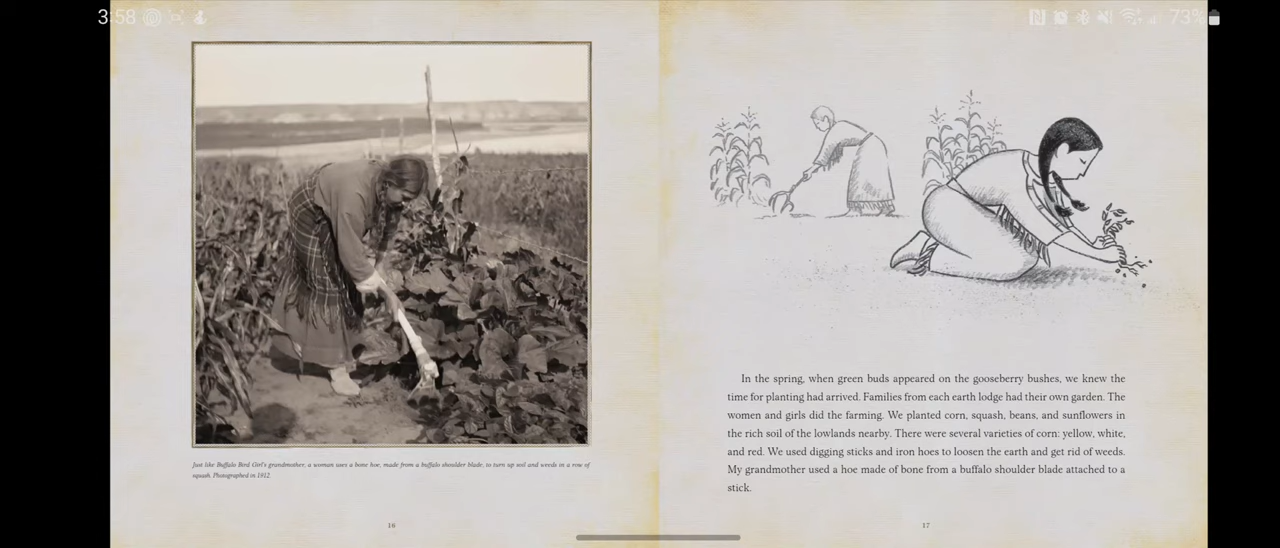 3:58
73%
Just like Buffalo Bird Girl's grandmother, a woman uses a bone hoe, made from a buffalo shoulder blade, to turn up soil and weeds in a row of
squash. Photographed in 1912.
16
In the spring, when green buds appeared on the gooseberry bushes, we knew the
time for planting had arrived. Families from each earth lodge had their own garden. The
women and girls did the farming. We planted corn, squash, beans, and sunflowers in
the rich soil of the lowlands nearby. There were several varieties of corn: yellow, white,
and red. We used digging sticks and iron hoes to loosen the earth and get rid of weeds.
My grandmother used a hoe made of bone from a buffalo shoulder blade attached to a
stick.
17